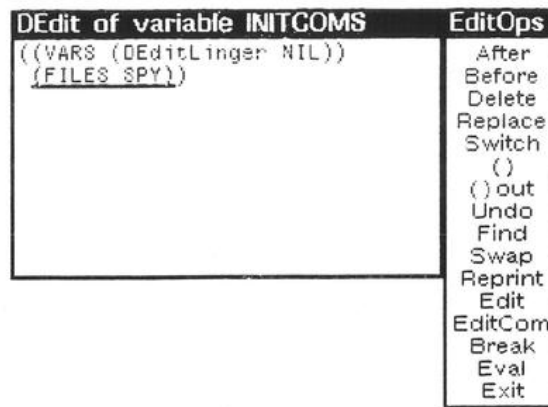 DEdit of variable INITCOMS
((VARS (DEditLinger NIL))
(FILES SPY))
EditOps
After
Before
Delete
Replace
Switch
()
() out
Undo
Find
Swap
Reprint
Edit
EditCom
Break
Eval
Exit